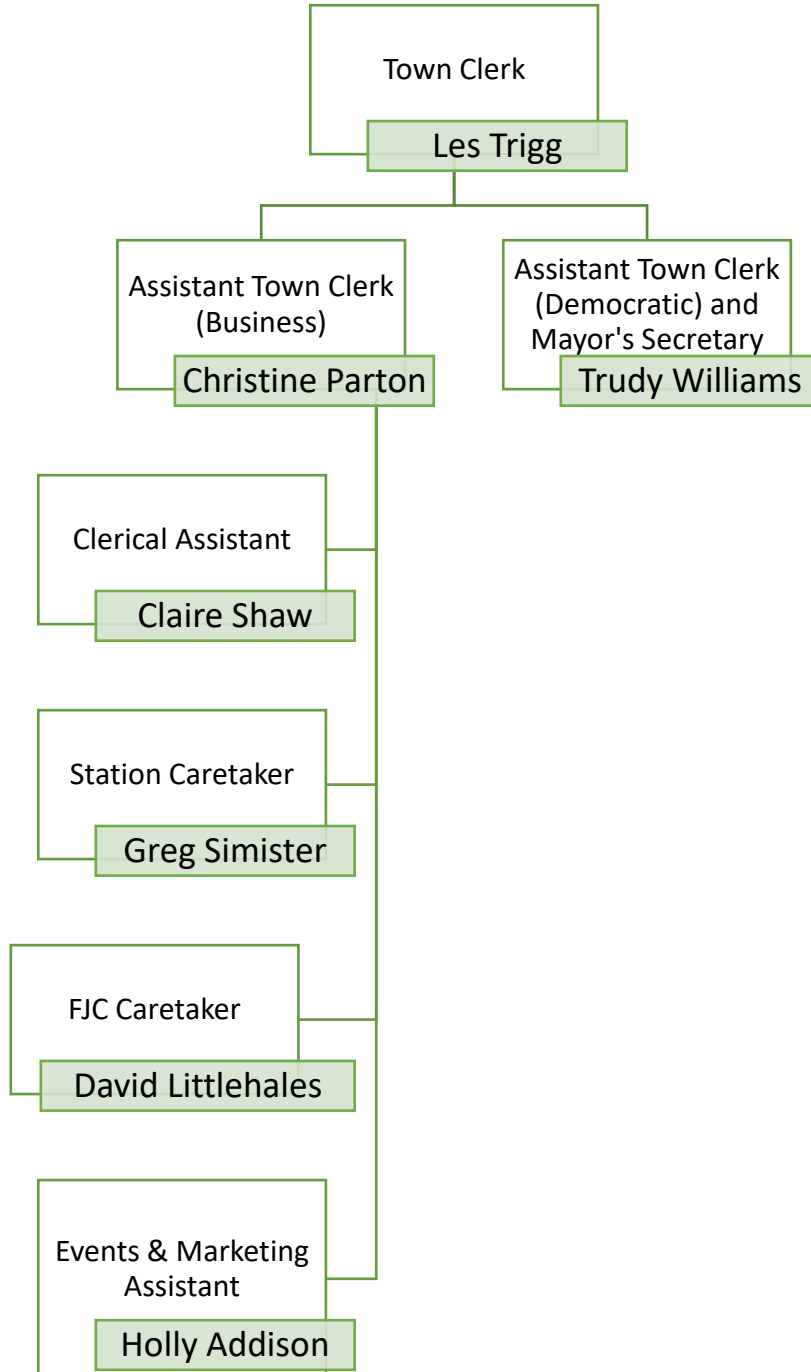 Town Clerk
Les Trigg
Assistant Town Clerk
(Business)
Christine Parton
Assistant Town Clerk
(Democratic) and
Mayor's Secretary
Trudy Williams
Clerical Assistant
Claire Shaw
Station Caretaker
Greg Simister
FJC Caretaker
David Littlehales
Events & Marketing
Assistant
Holly Addison